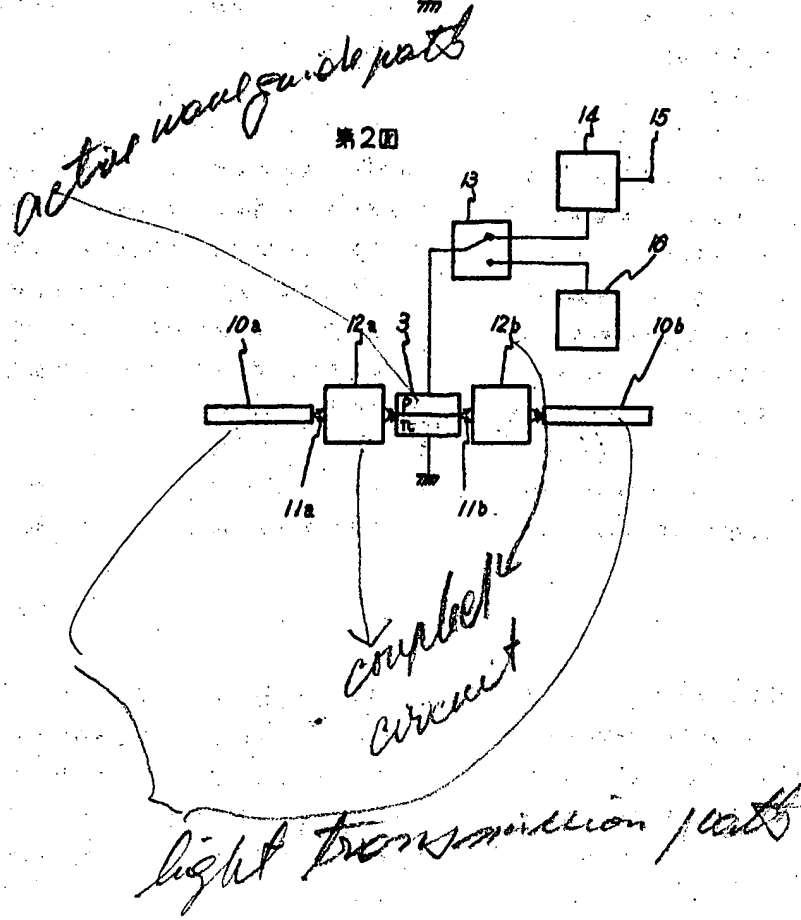 active waveguide path
第2図
14 15
13
16
10a 12a 3 12b 10b
P
n
11a 11b
coupled
circuit
light transmission path